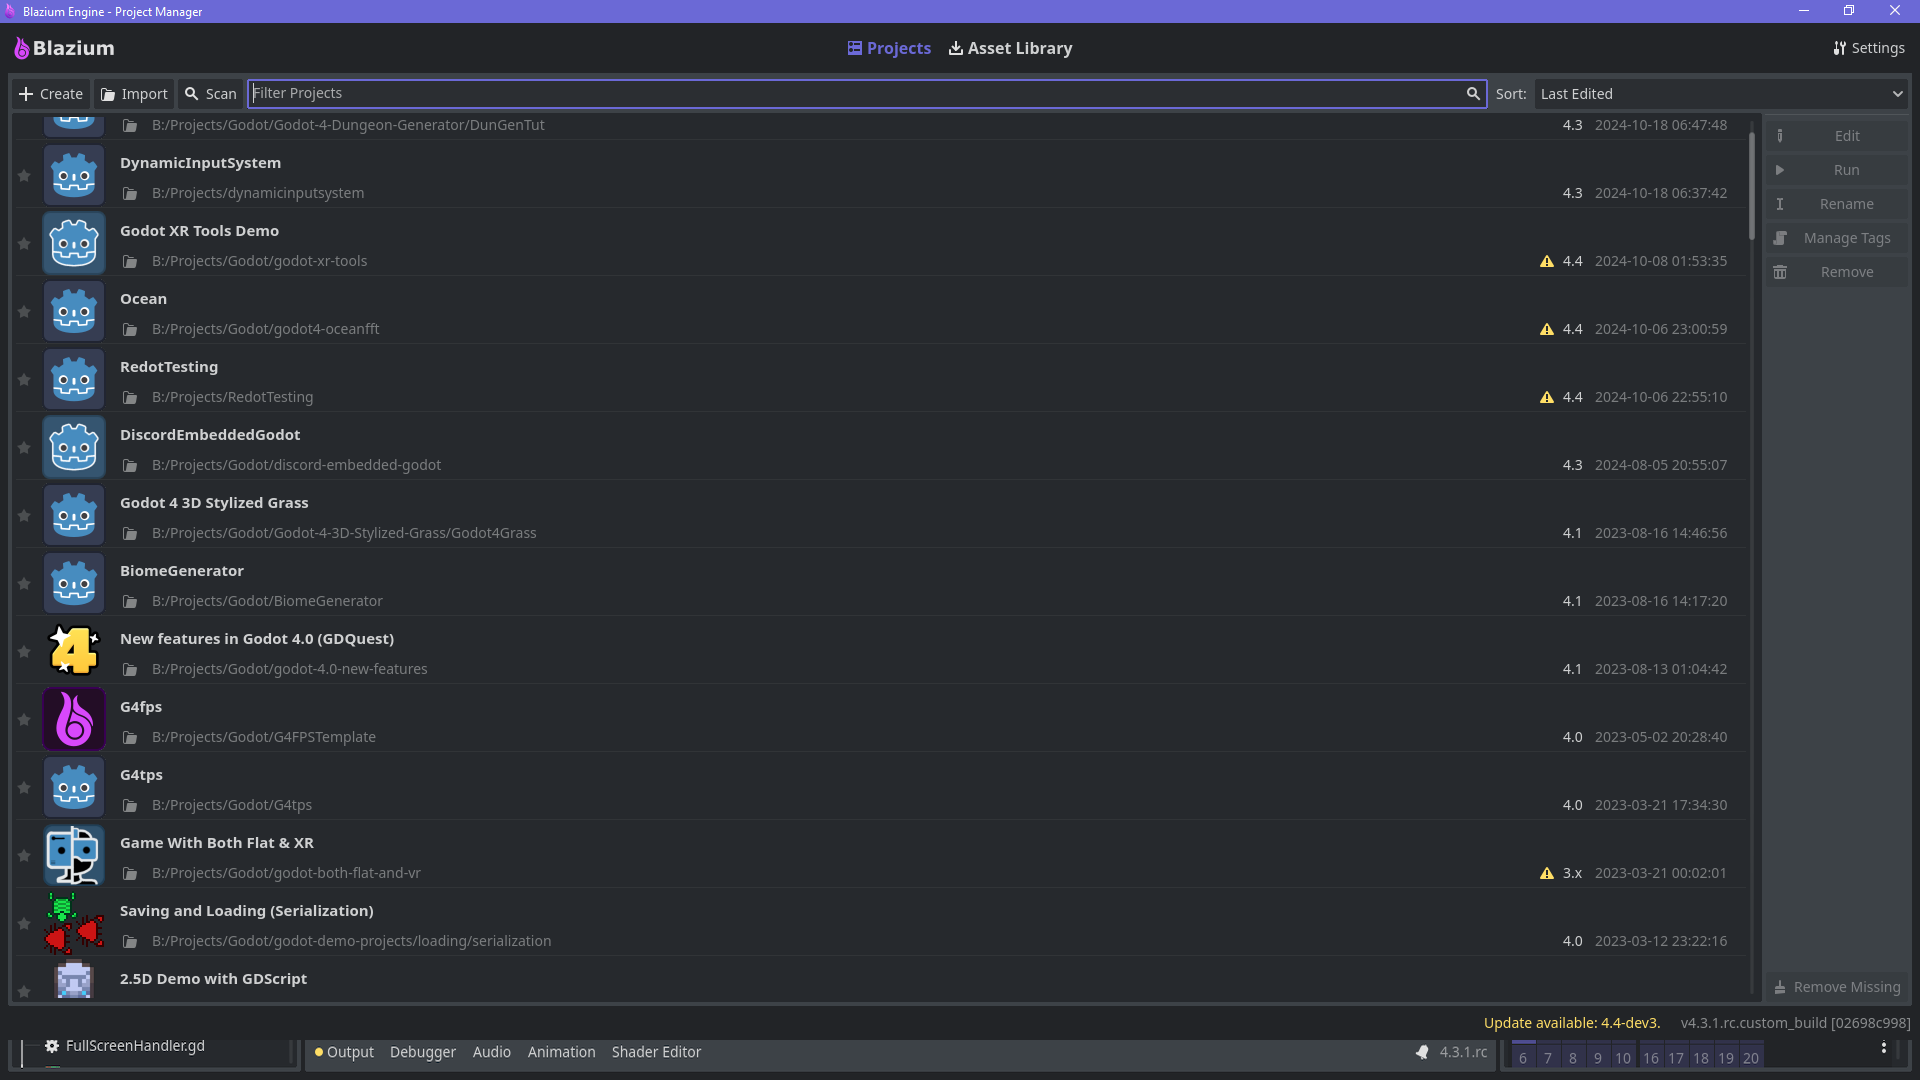 Blazium Engine - Project Manager
Blazium
Projects
Asset Library
Settings
Create
Import
Scan
Filter Projects
Sort:
Last Edited
B:/Projects/Godot/Godot-4-Dungeon-Generator/DunGenTut
4.3 2024-10-18 06:47:48
DynamicInputSystem
B:/Projects/dynamicinputsystem
4.3 2024-10-18 06:37:42
Godot XR Tools Demo
B:/Projects/Godot/godot-xr-tools
4.4 2024-10-08 01:53:35
Ocean
B:/Projects/Godot/godot4-oceanfft
4.4 2024-10-06 23:00:59
RedotTesting
B:/Projects/RedotTesting
4.4 2024-10-06 22:55:10
DiscordEmbeddedGodot
B:/Projects/Godot/discord-embedded-godot
4.3 2024-08-05 20:55:07
Godot 4 3D Stylized Grass
B:/Projects/Godot/Godot-4-3D-Stylized-Grass/Godot4Grass
4.1 2023-08-16 14:46:56
BiomeGenerator
B:/Projects/Godot/BiomeGenerator
4.1 2023-08-16 14:17:20
4
New features in Godot 4.0 (GDQuest)
B:/Projects/Godot/godot-4.0-new-features
4.1 2023-08-13 01:04:42
G4fps
B:/Projects/Godot/G4FPSTemplate
4.0 2023-05-02 20:28:40
G4tps
B:/Projects/Godot/G4tps
4.0 2023-03-21 17:34:30
Game With Both Flat & XR
B:/Projects/Godot/godot-both-flat-and-vr
3.x 2023-03-21 00:02:01
Saving and Loading (Serialization)
B:/Projects/Godot/godot-demo-projects/loading/serialization
4.0 2023-03-12 23:22:16
2.5D Demo with GDScript
Edit
Run
Rename
Manage Tags
Remove
Remove Missing
Update available: 4.4-dev3.
v4.3.1.rc.custom_build [02698c998]
FullScreenHandler.gd
Output
Debugger
Audio
Animation
Shader Editor
4.3.1.rc
6 7 8 9 10 16 17 18 19 20